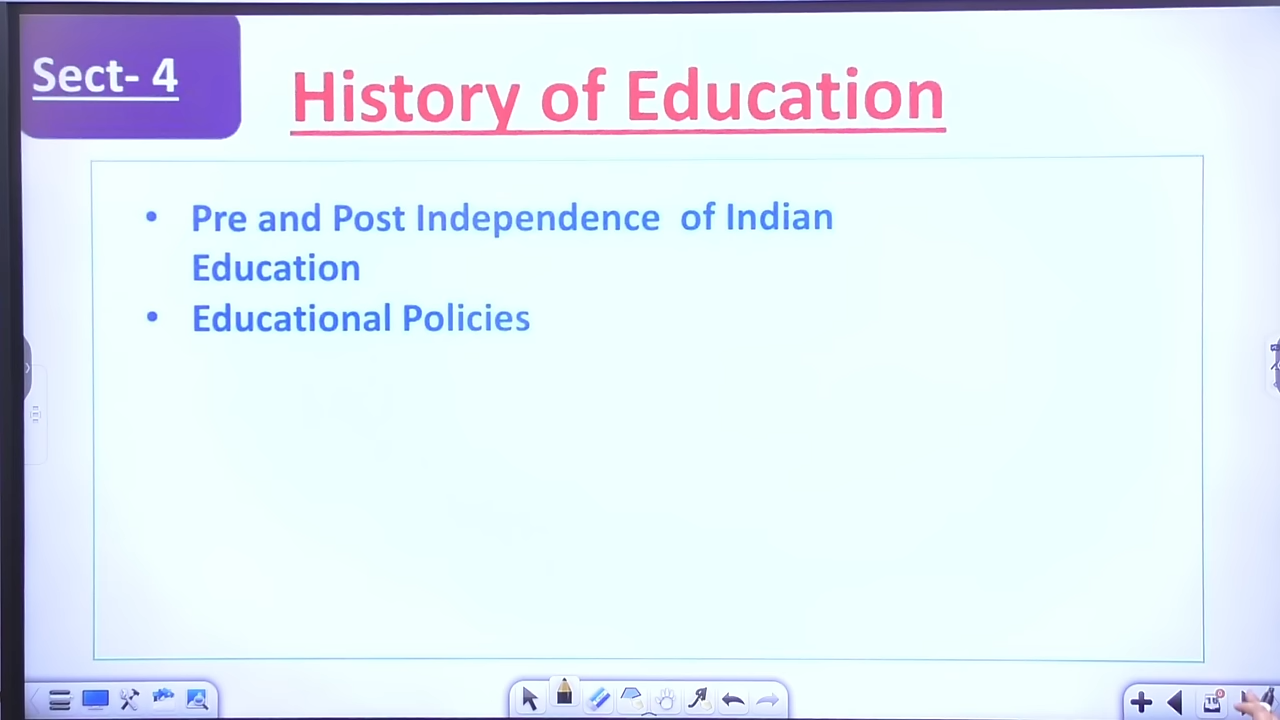 Sect- 4
History of Education
• Pre and Post Independence of Indian
Education
• Educational Policies